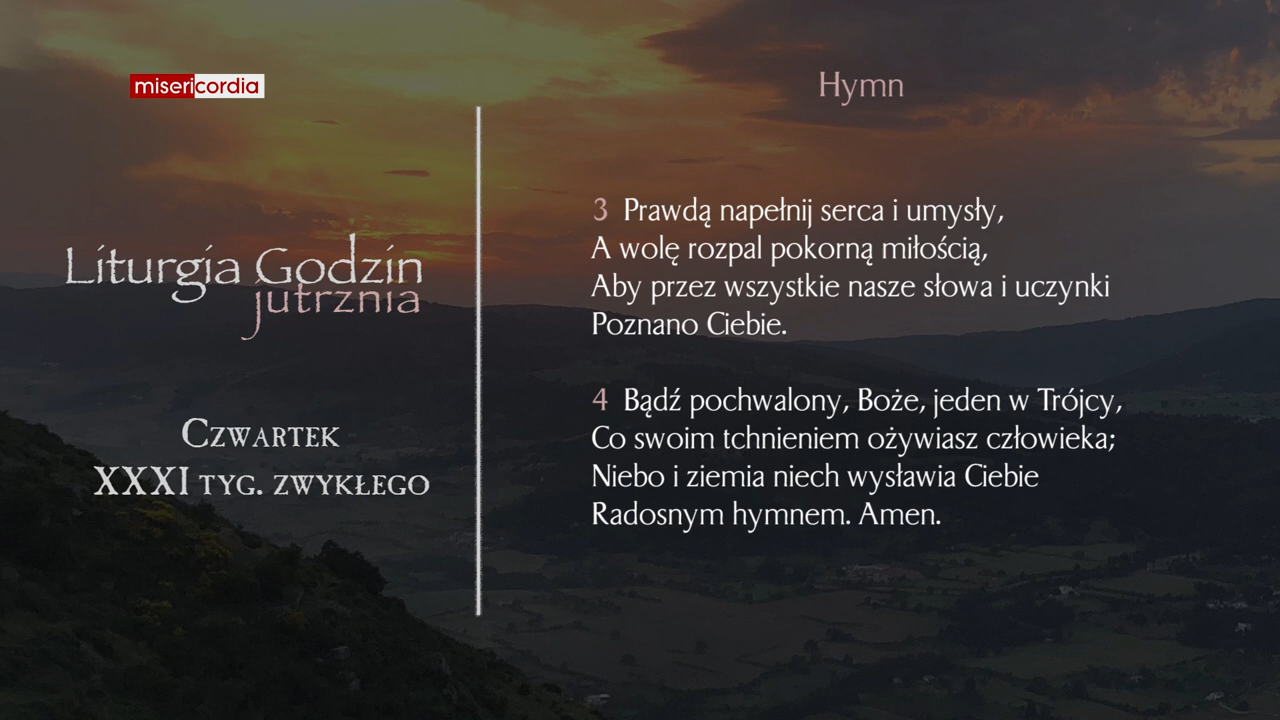 misericordia
Liturgia Godzin
jutrznia
Czwartek
XXXI tyg. zwykłego
Hymn
3 Prawdą napełnij serca i umysły,
A wolę rozpal pokorną miłością,
Aby przez wszystkie nasze słowa i uczynki
Poznano Ciebie.
4 Bądź pochwalony, Boże, jeden w Trójcy,
Co swoim tchnieniem ożywiasz człowieka;
Niebo i ziemia niech wysławia Ciebie
Radosnym hymnem. Amen.